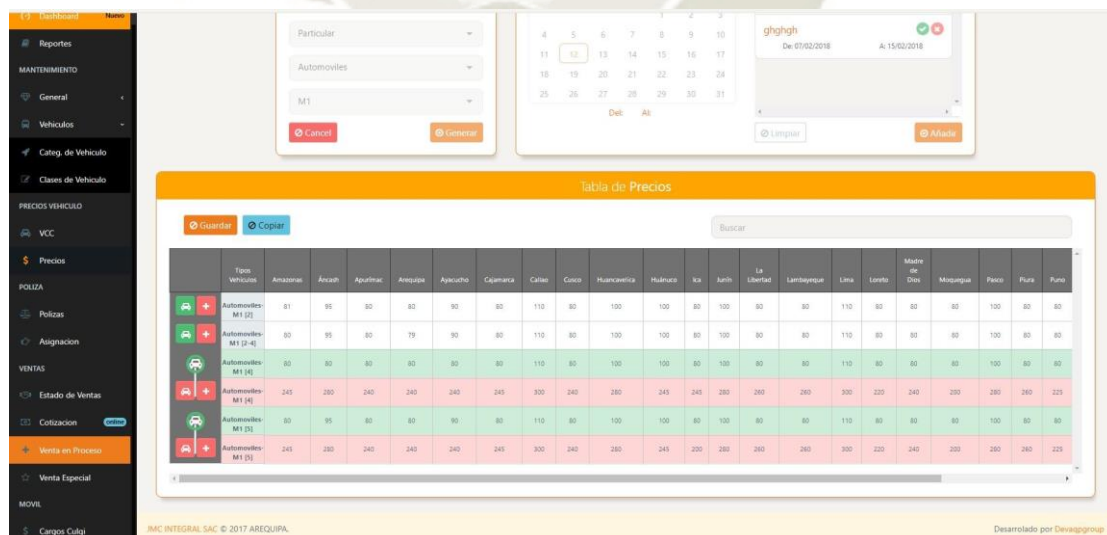 Dashboard Nuevo
Reportes
MANTENIMIENTO
General
Vehiculos
Categ. de Vehiculo
Clases de Vehiculo
PRECIOS VEHICULO
VCC
Precios
POLIZA
Polizas
Asignacion
VENTAS
Estado de Ventas
Cotizacion online
Venta en Proceso
Venta Especial
MOVIL
Cargos Culqi
Particular
Automoviles
M1
Cancel Generar
1 2 3
4 5 6 7 8 9 10
11 12 13 14 15 16 17
18 19 20 21 22 23 24
25 26 27 28 29 30 31
Del: Al:
ghghgh
De: 07/02/2018 A: 15/02/2018
Limpiar Añadir
Tabla de Precios
Guardar Copiar Buscar
Tipos Vehiculos Amazonas Áncash Apurímac Arequipa Ayacucho Cajamarca Callao Cusco Huancavelica Huánuco Ica Junín La Libertad Lambayeque Lima Loreto Madre de Dios Moquegua Pasco Piura Puno
Automoviles-M1 [2] 81 95 80 80 90 80 110 80 100 100 80 100 80 80 110 80 80 80 100 80 80
Automoviles-M1 [2-4] 80 95 80 79 90 80 110 80 100 100 80 100 80 80 110 80 80 80 100 80 80
Automoviles-M1 [4] 80 80 80 80 80 80 110 80 100 100 80 100 80 80 110 80 80 80 100 80 80
Automoviles-M1 [4] 245 280 240 240 240 245 300 240 280 245 245 280 260 260 300 220 240 200 280 260 225
Automoviles-M1 [5] 80 95 80 80 90 80 110 80 100 100 80 100 80 80 110 80 80 80 100 80 80
Automoviles-M1 [5] 245 280 240 240 240 245 300 240 280 245 200 280 260 260 300 220 240 200 280 260 225
JMC INTEGRAL SAC © 2017 AREQUIPA.
Desarrolado por Devaqpgroup